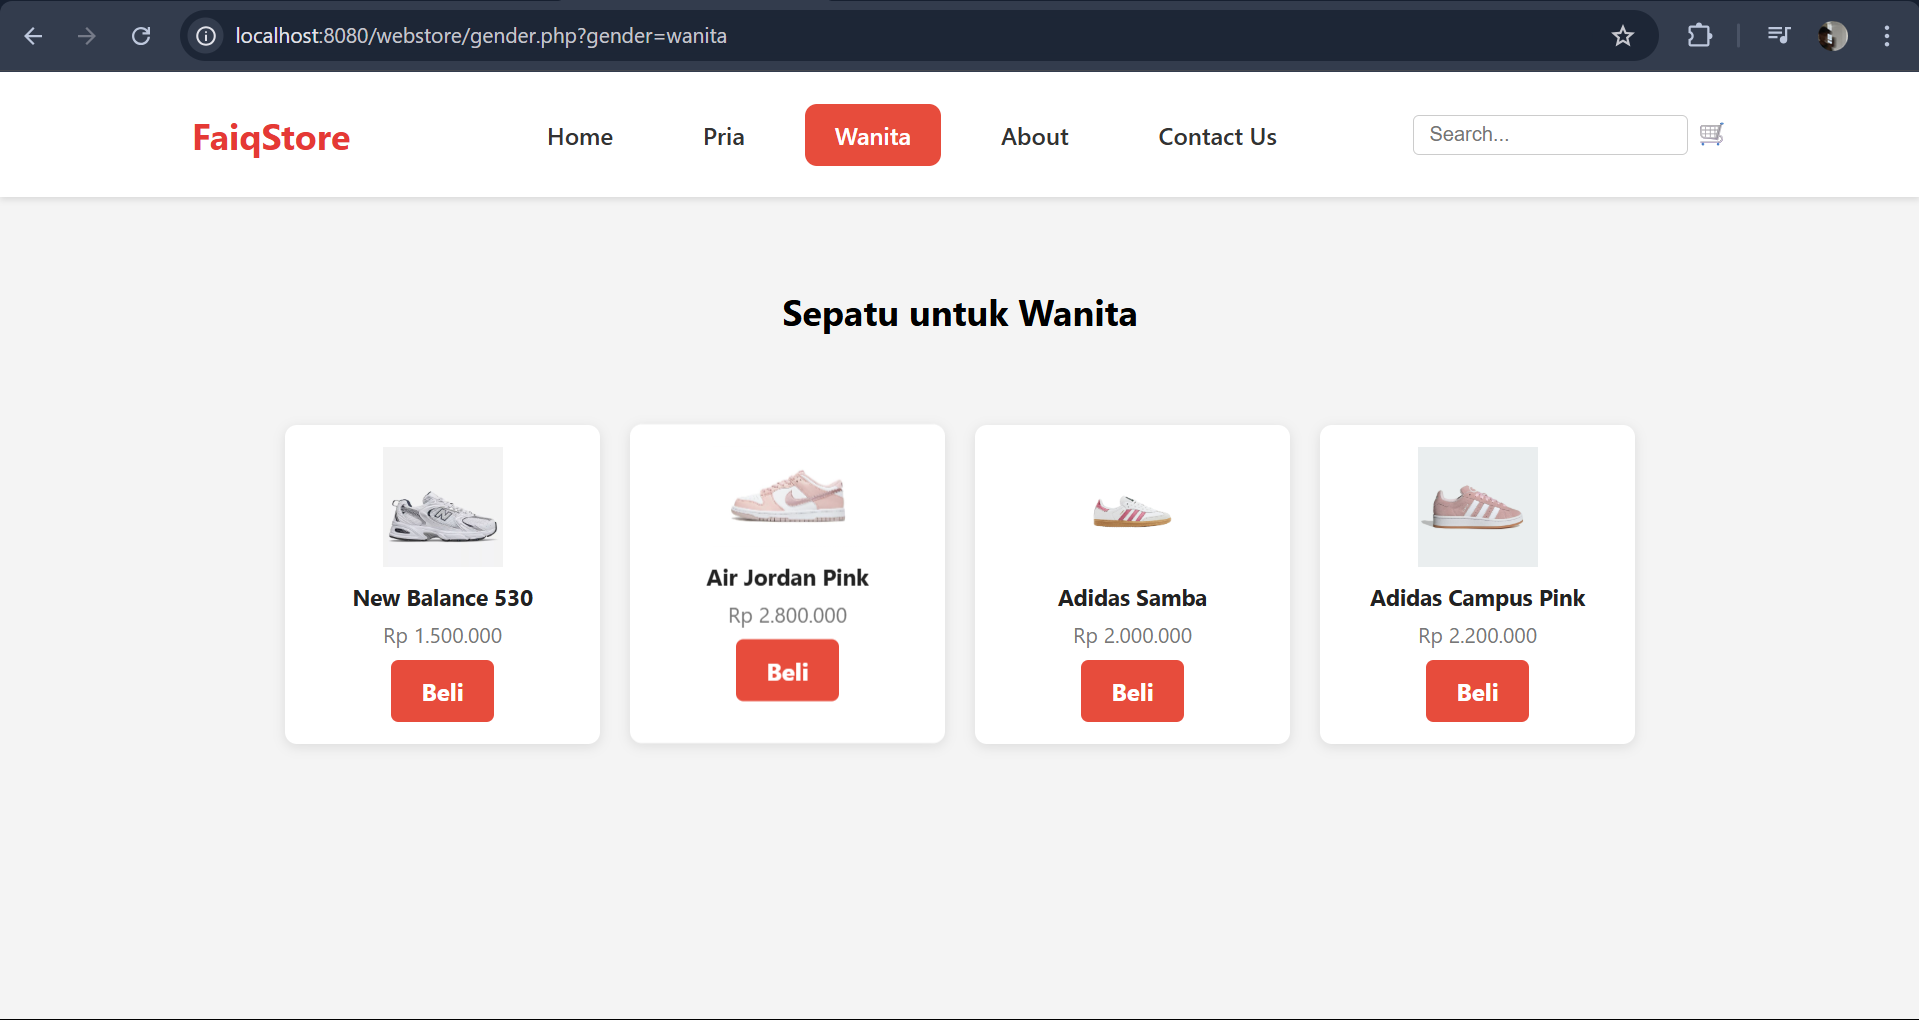 localhost:8080/webstore/gender.php?gender=wanita
FaiqStore
Home
Pria
Wanita
About
Contact Us
Search...
Sepatu untuk Wanita
New Balance 530
Rp 1.500.000
Beli
Air Jordan Pink
Rp 2.800.000
Beli
Adidas Samba
Rp 2.000.000
Beli
Adidas Campus Pink
Rp 2.200.000
Beli